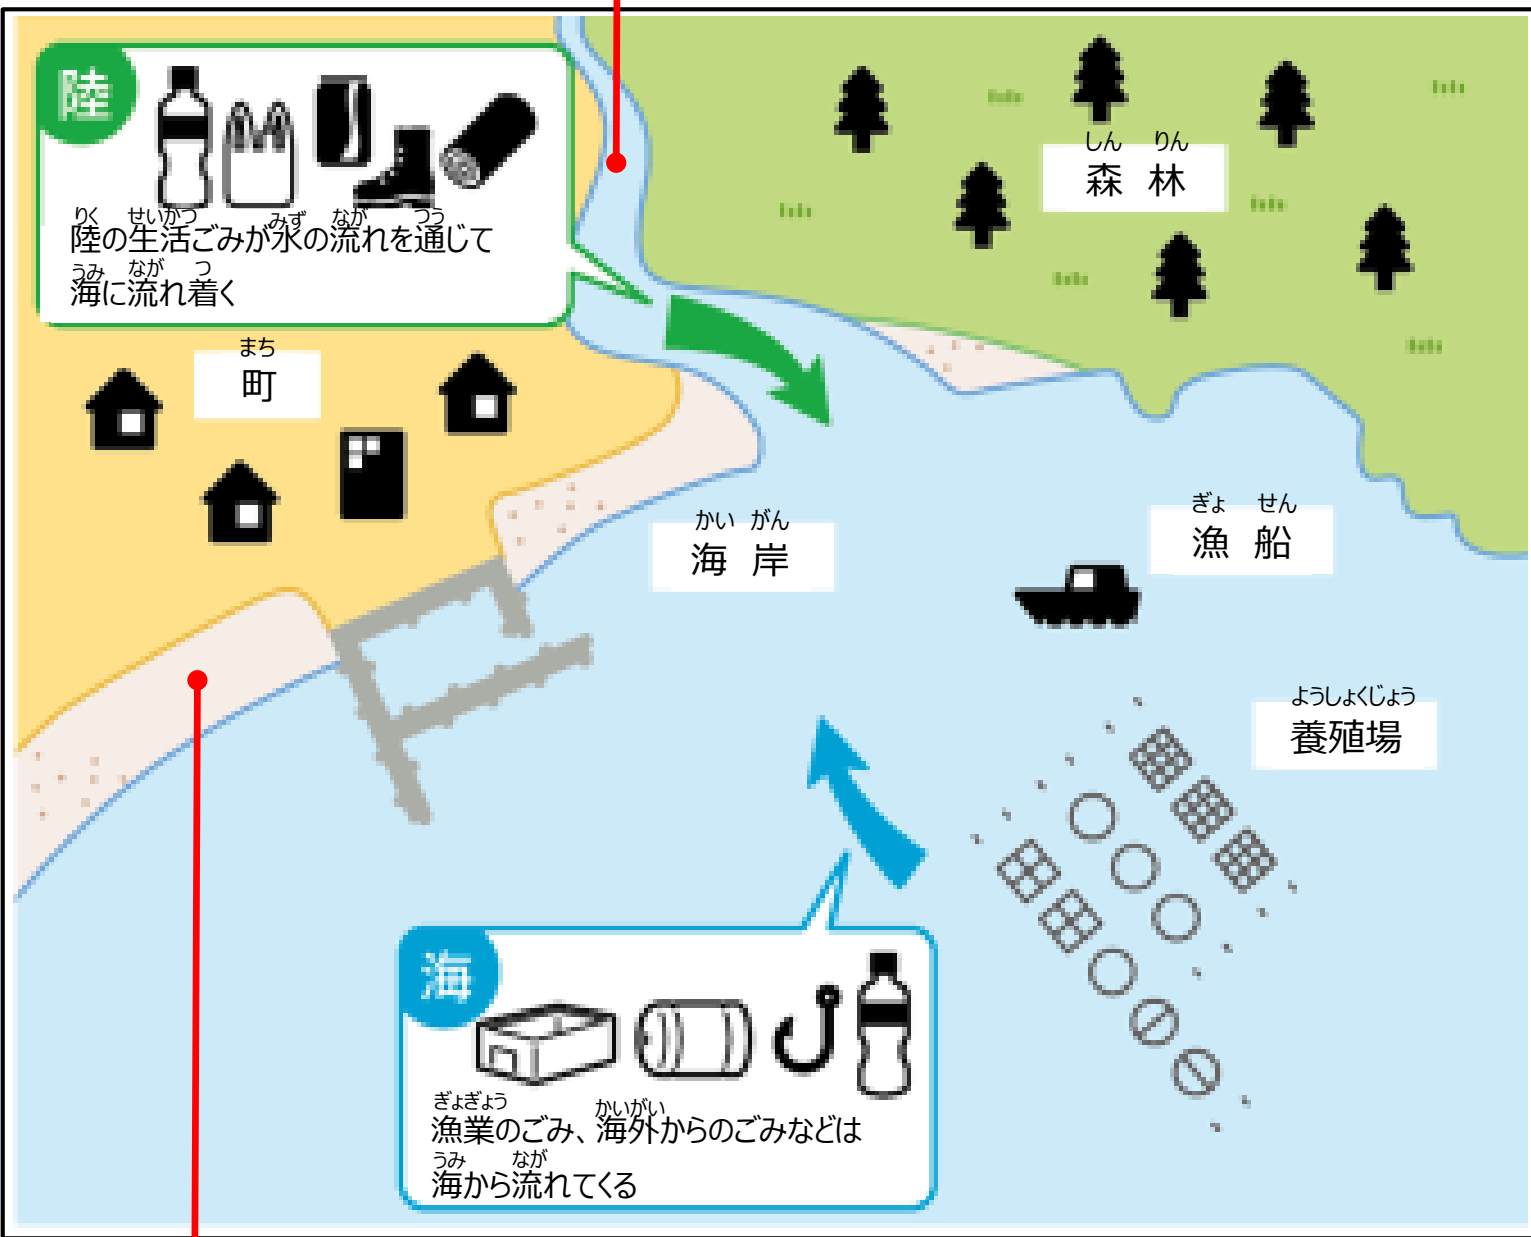 陸
りく せいかつ みず なが つう
陸の生活ごみが水の流れを通じて
うみ なが つ
海に流れ着く
しん りん
森 林
まち
町
かい がん
海 岸
ぎょ せん
漁 船
ようしょくじょう
養殖場
海
ぎょぎょう かいがい
漁業のごみ、海外からのごみなどは
うみ なが
海から流れてくる